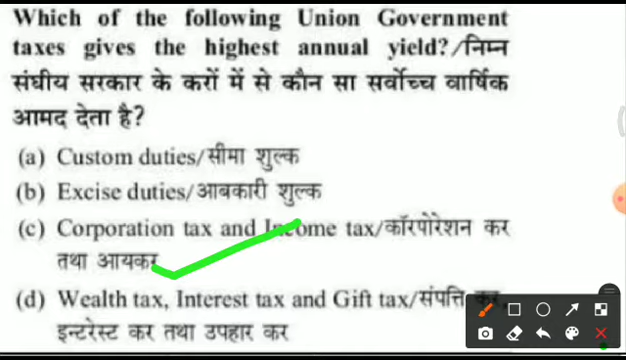 Which of the following Union Government
taxes gives the highest annual yield?/निम्न
संघीय सरकार के करों में से कौन सा सर्वोच्च वार्षिक
आमद देता है?
(a) Custom duties/सीमा शुल्क
(b) Excise duties/आबकारी शुल्क
(c) Corporation tax and Income tax/कॉरपोरेशन कर
तथा आयकर
(d) Wealth tax, Interest tax and Gift tax/संपत्ति कर,
इन्टरेस्ट कर तथा उपहार कर